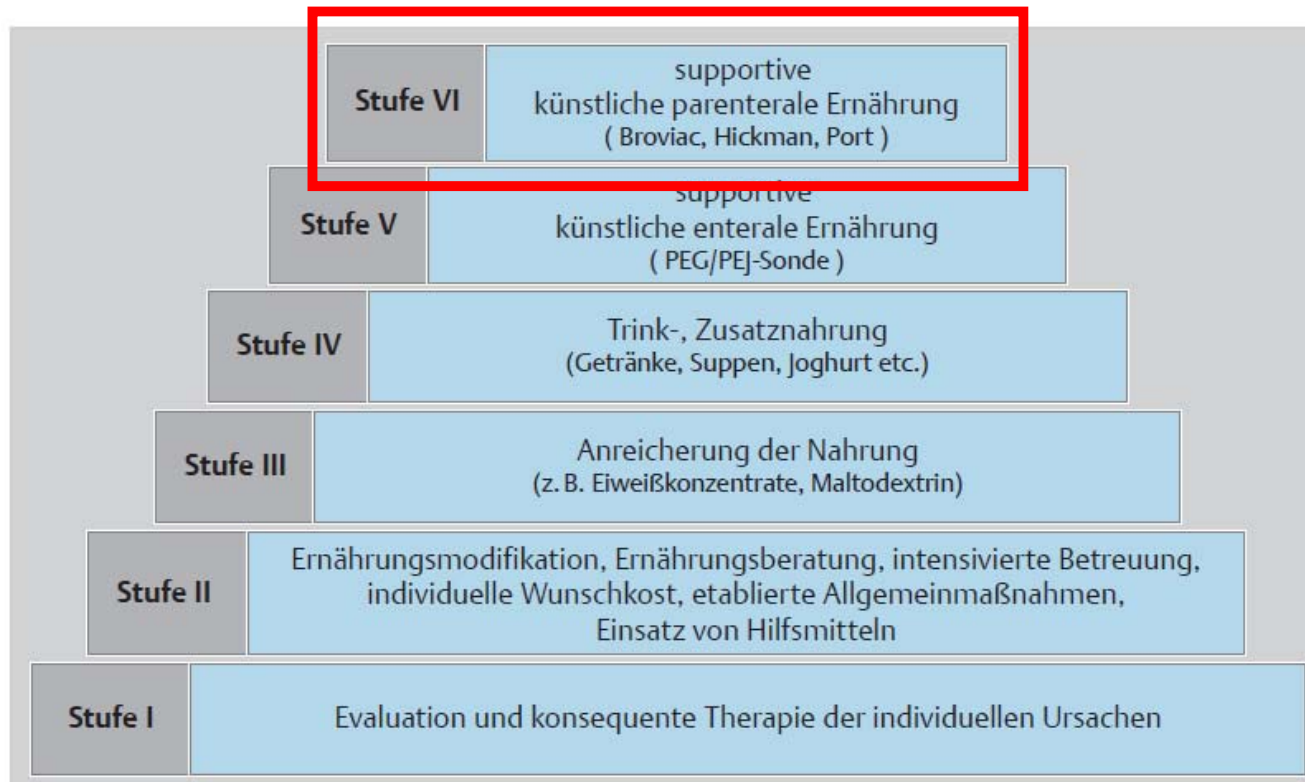 Stufe VI
supportive
künstliche parenterale Ernährung
( Broviac, Hickman, Port )
Stufe V
supportive
künstliche enterale Ernährung
( PEG/PEJ-Sonde )
Stufe IV
Trink-, Zusatznahrung
(Getränke, Suppen, Joghurt etc.)
Stufe III
Anreicherung der Nahrung
(z. B. Eiweißkonzentrate, Maltodextrin)
Stufe II
Ernährungsmodifikation, Ernährungsberatung, intensivierte Betreuung,
individuelle Wunschkost, etablierte Allgemeinmaßnahmen,
Einsatz von Hilfsmitteln
Stufe I
Evaluation und konsequente Therapie der individuellen Ursachen